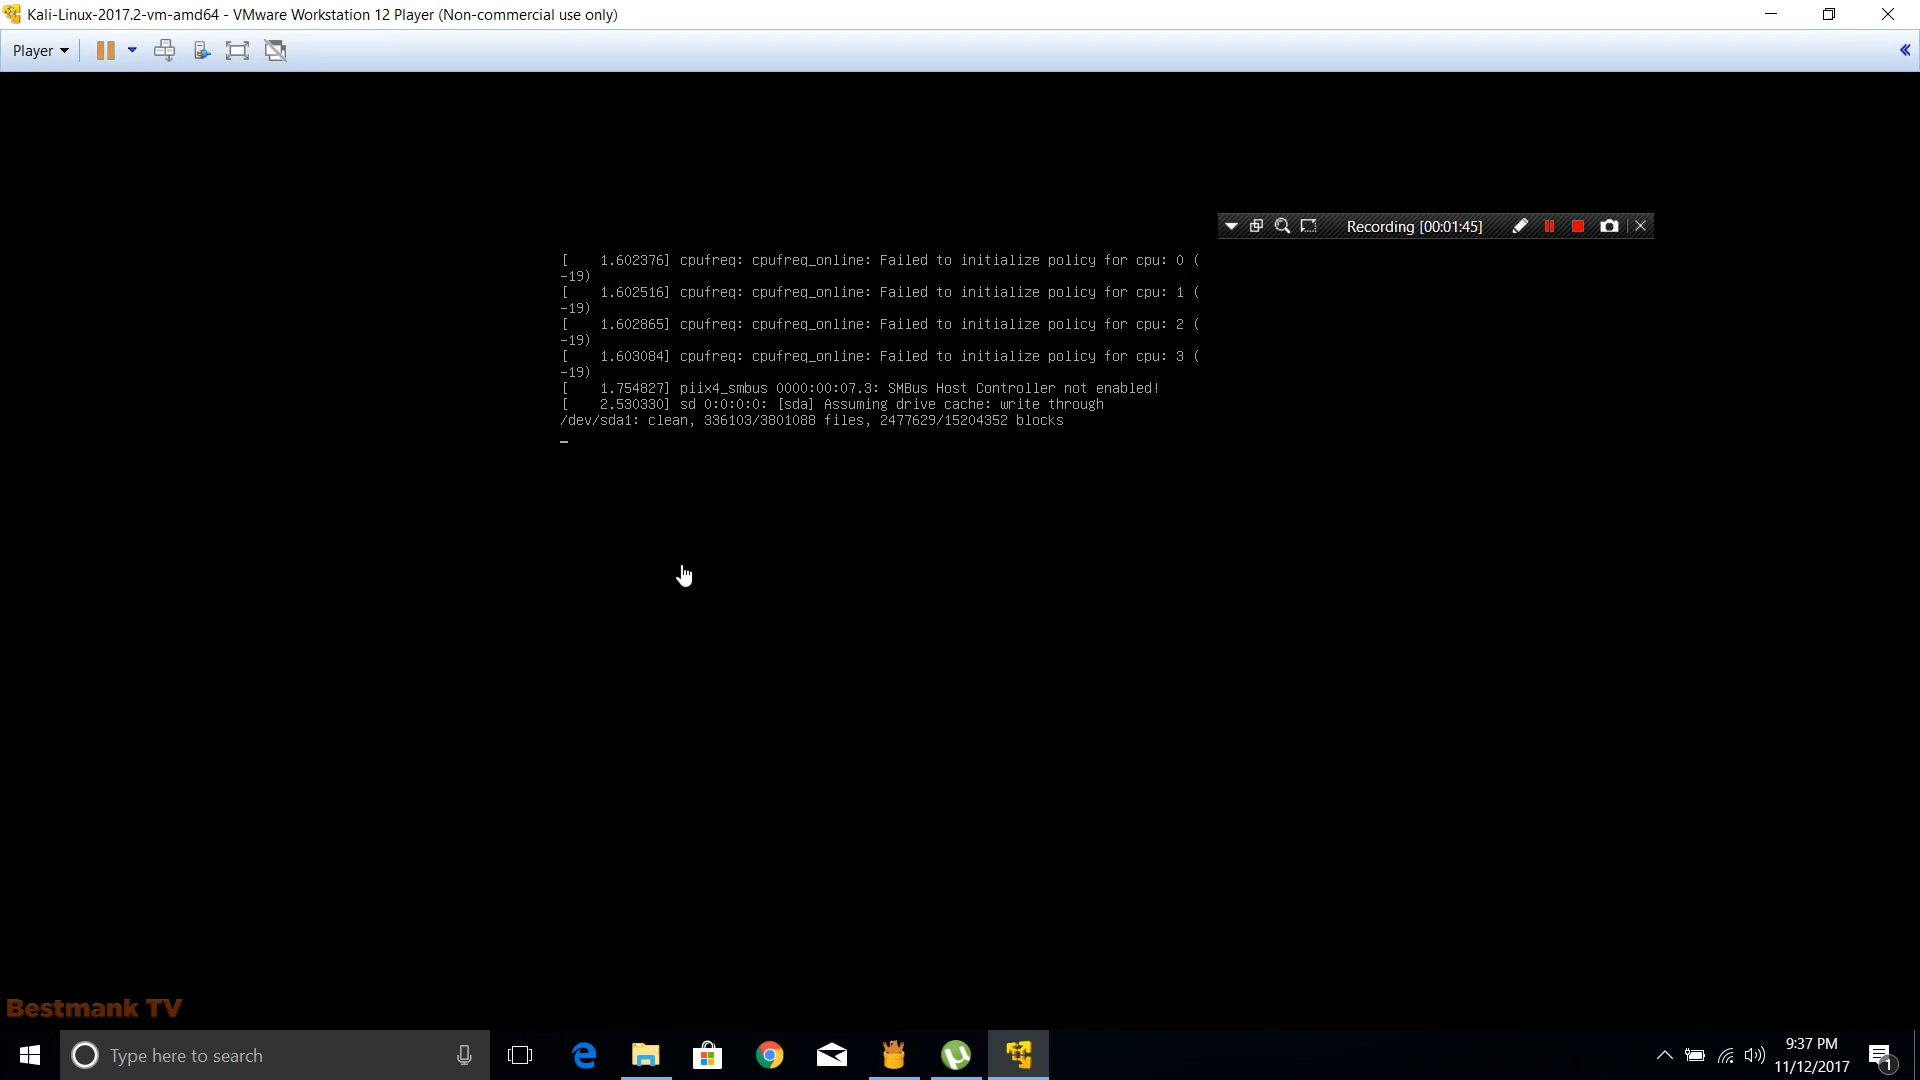 Kali-Linux-2017.2-vm-amd64 - VMware Workstation 12 Player (Non-commercial use only)
Player
Recording [00:01:45]
[    1.602376] cpufreq: cpufreq_online: Failed to initialize policy for cpu: 0 (
-19)
[    1.602516] cpufreq: cpufreq_online: Failed to initialize policy for cpu: 1 (
-19)
[    1.602865] cpufreq: cpufreq_online: Failed to initialize policy for cpu: 2 (
-19)
[    1.603084] cpufreq: cpufreq_online: Failed to initialize policy for cpu: 3 (
-19)
[    1.754827] piix4_smbus 0000:00:07.3: SMBus Host Controller not enabled!
[    2.530330] sd 0:0:0:0: [sda] Assuming drive cache: write through
/dev/sda1: clean, 336103/3801088 files, 2477629/15204352 blocks
Bestmank TV
Type here to search
9:37 PM
11/12/2017
1